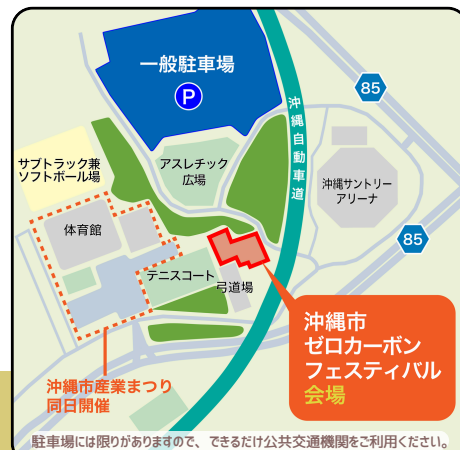 一般駐車場
P
85
沖縄自動車道
サブトラック兼
ソフトボール場
アスレチック
広場
沖縄サントリー
アリーナ
体育館
85
テニスコート
弓道場
沖縄市
ゼロカーボン
フェスティバル
会場
沖縄市産業まつり
同日開催
駐車場には限りがありますので、できるだけ公共交通機関をご利用ください。